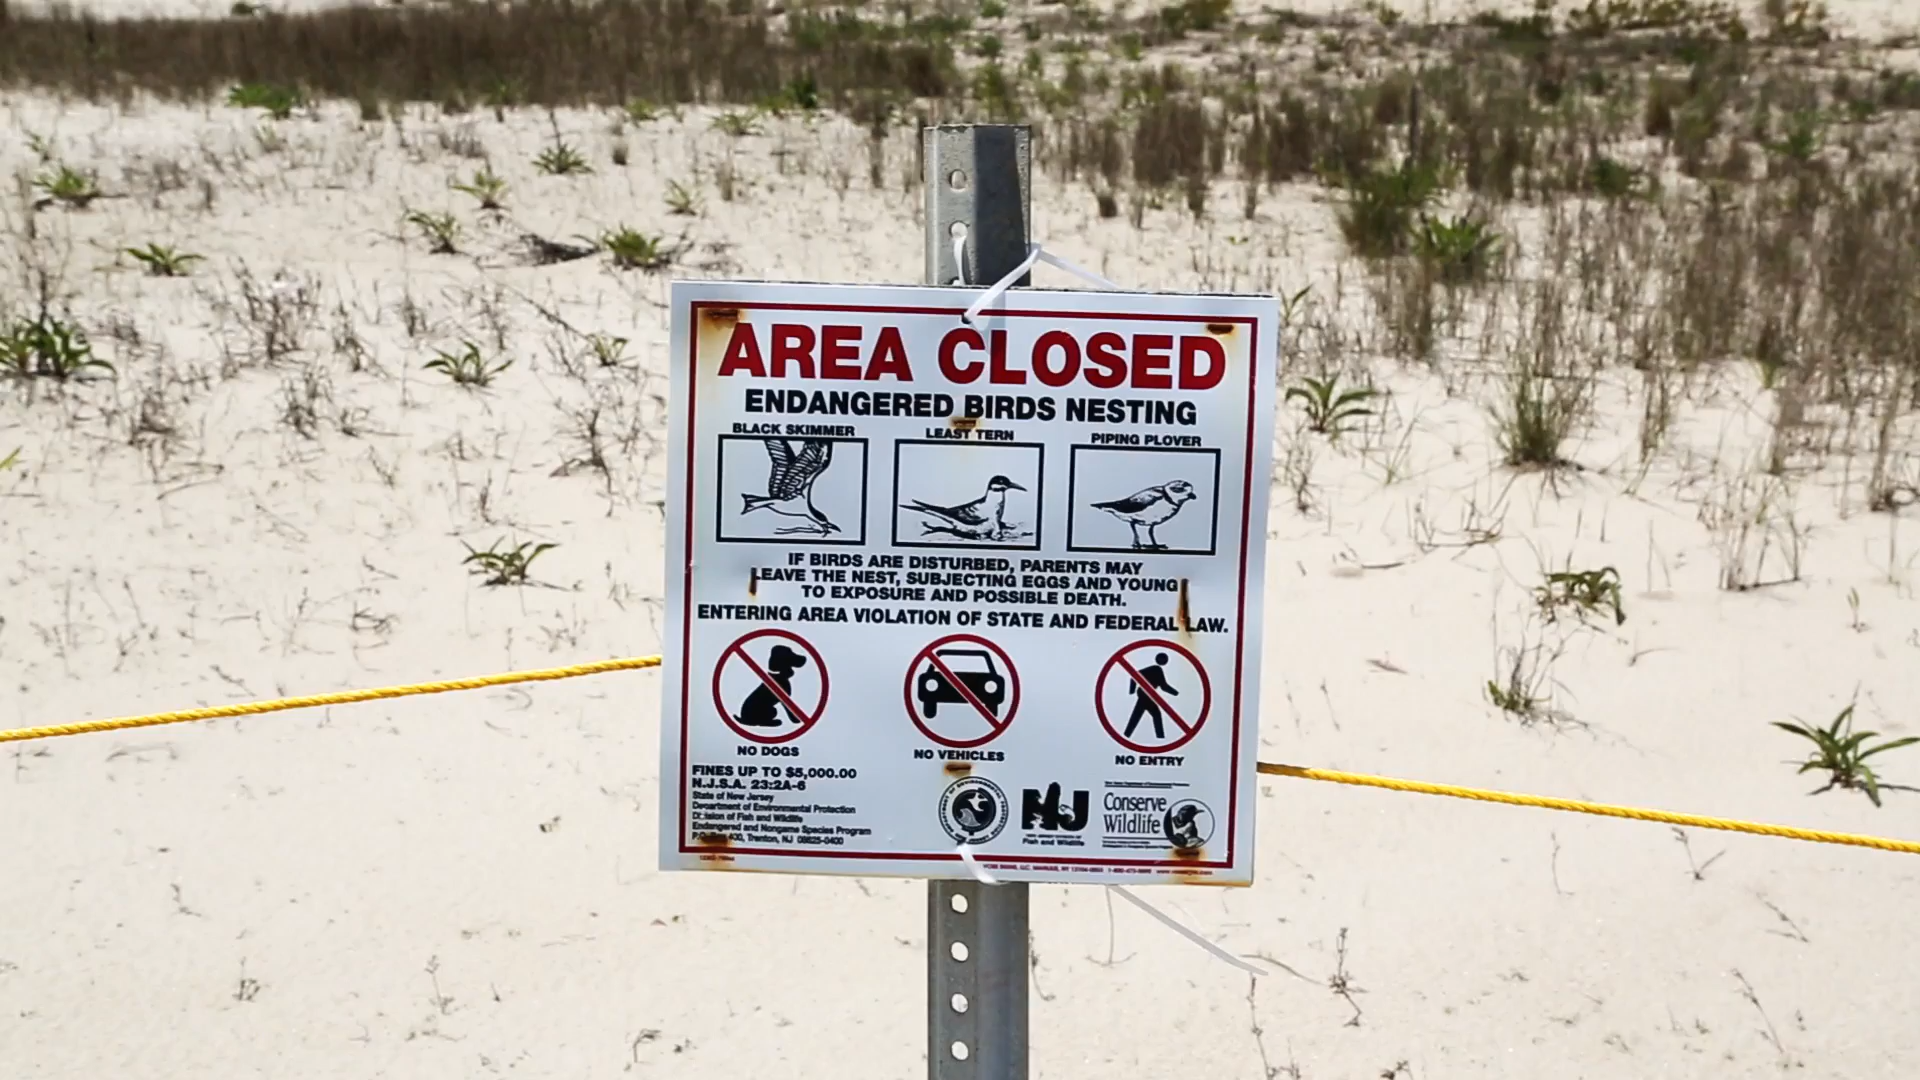 AREA CLOSED
ENDANGERED BIRDS NESTING
BLACK SKIMMER
LEAST TERN
PIPING PLOVER
IF BIRDS ARE DISTURBED, PARENTS MAY
LEAVE THE NEST, SUBJECTING EGGS AND YOUNG
TO EXPOSURE AND POSSIBLE DEATH.
ENTERING AREA VIOLATION OF STATE AND FEDERAL LAW.
NO DOGS
NO VEHICLES
NO ENTRY
FINES UP TO $5,000.00
N.J.S.A. 23:2A-6
State of New Jersey
Department of Environmental Protection
Division of Fish and Wildlife
Endangered and Nongame Species Program
P.O. Box 400, Trenton, NJ 08625-0400
NJ
Fish and Wildlife
Conserve
Wildlife